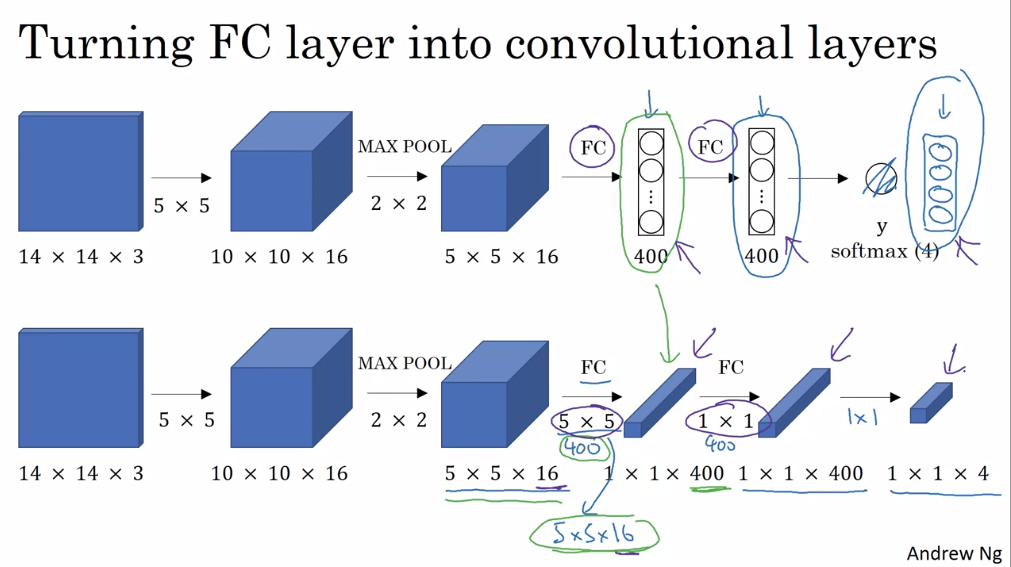 Turning FC layer into convolutional layers
MAX POOL
FC
FC
5 × 5
2 × 2
⋮
⋮
y
14 × 14 × 3
10 × 10 × 16
5 × 5 × 16
400
400
softmax (4)
MAX POOL
FC
FC
5 × 5
2 × 2
5 × 5
1 × 1
1×1
400
400
14 × 14 × 3
10 × 10 × 16
5 × 5 × 16
1 × 1 × 400
1 × 1 × 400
1 × 1 × 4
5×5×16
Andrew Ng